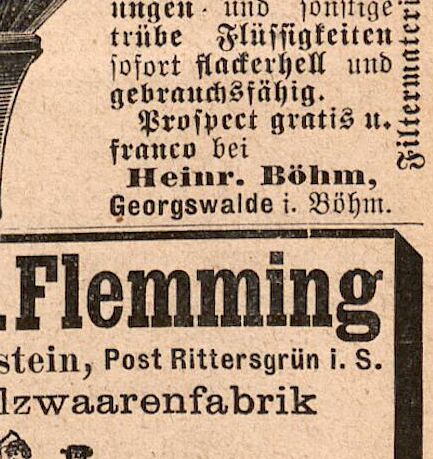 ungen und sonstige
trübe Flüssigkeiten
sofort flackerhell und
gebrauchsfähig.
Prospect gratis u.
franco bei
Heinr. Böhm,
Georgswalde i. Böhm.
Filtermateri
. Flemming
stein, Post Rittersgrün i. S.
lzwaarenfabrik